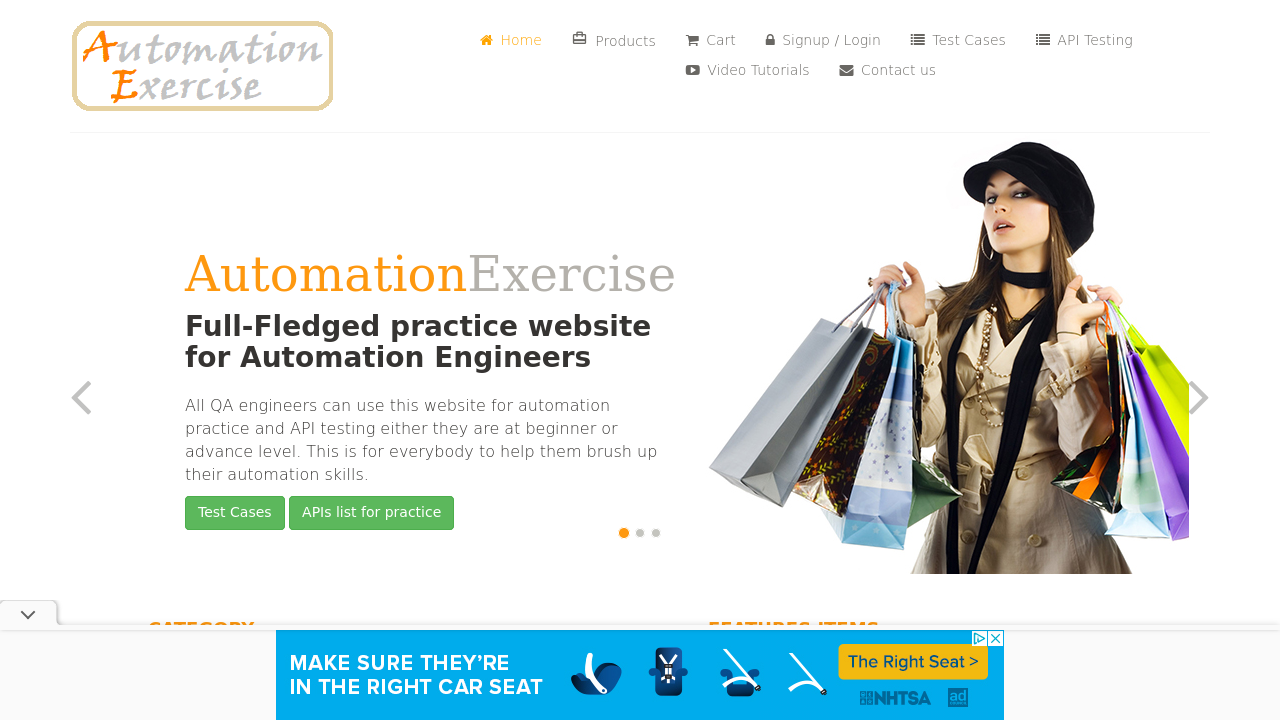 Automation
Exercise
Home
Products
Cart
Signup / Login
Test Cases
API Testing
Video Tutorials
Contact us
AutomationExercise
Full-Fledged practice website
for Automation Engineers
All QA engineers can use this website for automation
practice and API testing either they are at beginner or
advance level. This is for everybody to help them brush up
their automation skills.
Test Cases
APIs list for practice
CATEGORY
FEATURES ITEMS
MAKE SURE THEY'RE
IN THE RIGHT CAR SEAT
The Right Seat >
NHTSA
ad